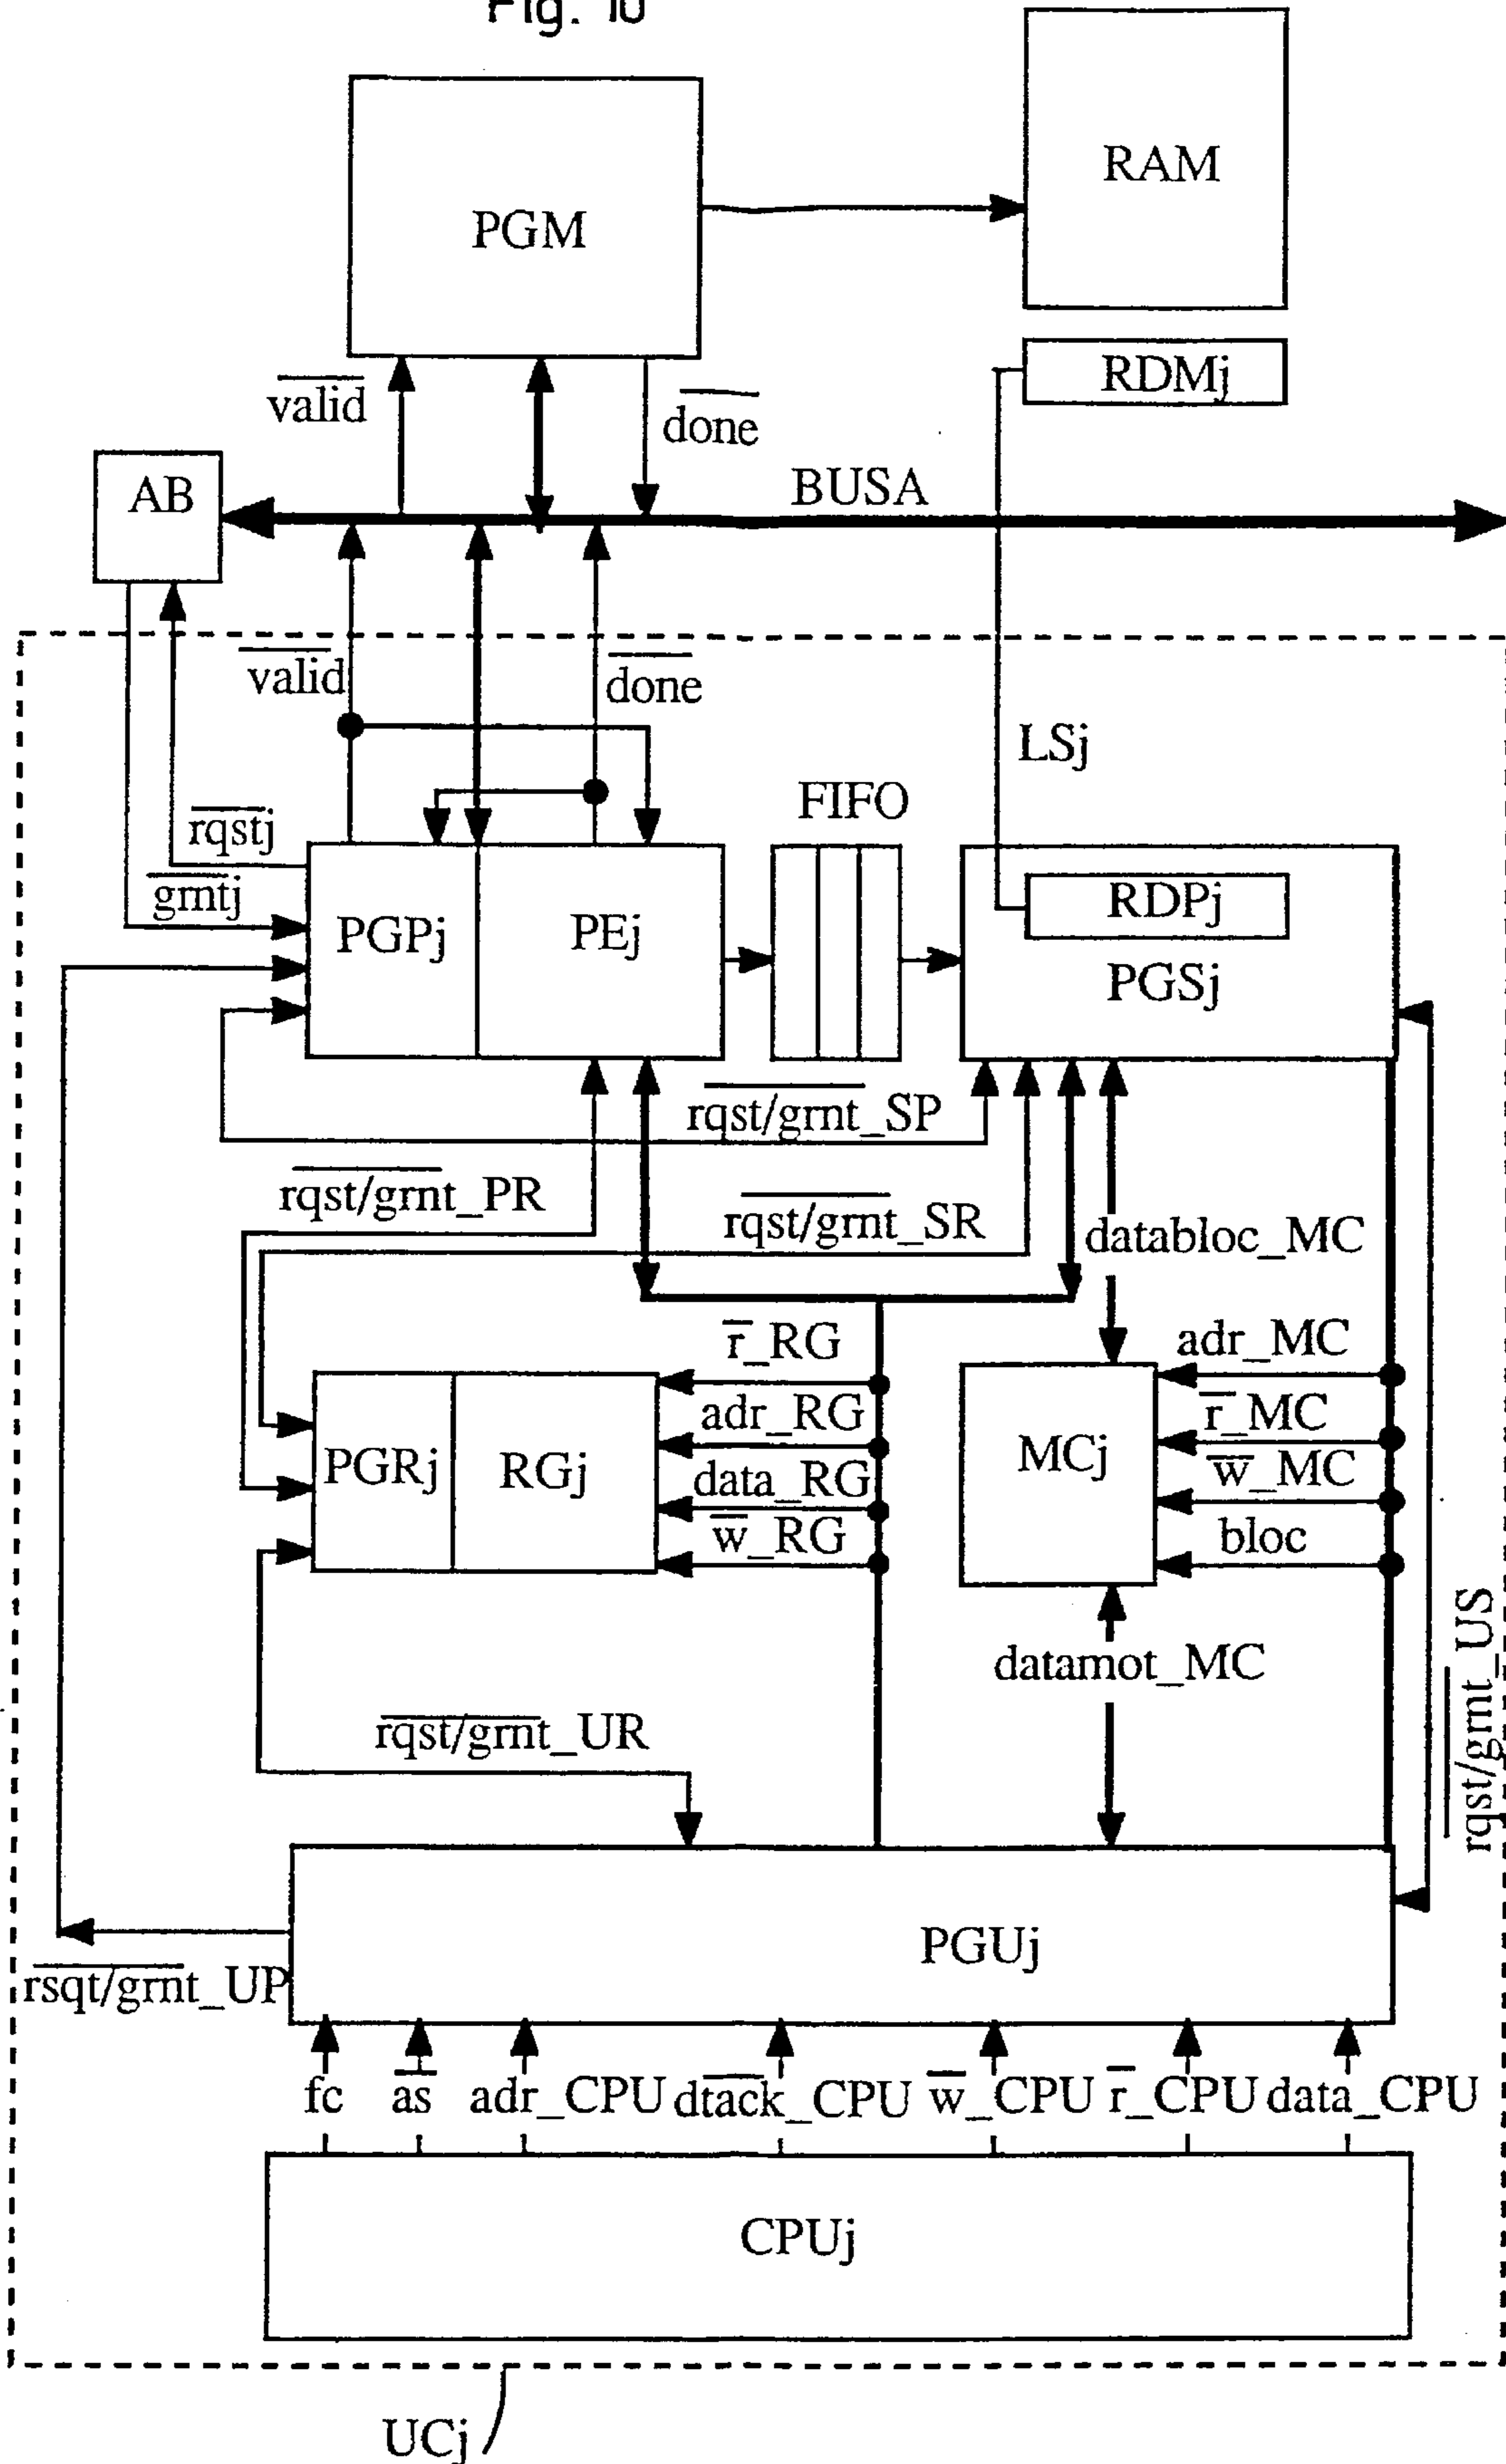 Fig. 10
RAM
PGM
RDMj
valid
done
AB
BUSA
valid
done
LSj
rqstj
FIFO
grntj
PGPj
PEj
RDPj
PGSj
rqst/grnt_SP
rqst/grnt_PR
rqst/grnt_SR
databloc_MC
r_RG
adr_MC
adr_RG
r_MC
PGRj
RGj
MCj
data_RG
w_MC
w_RG
bloc
datamot_MC
rqst/grnt_US
rqst/grnt_UR
PGUj
rsqt/grnt_UP
fc as adr_CPU dtack_CPU w_CPU r_CPU data_CPU
CPUj
UCj